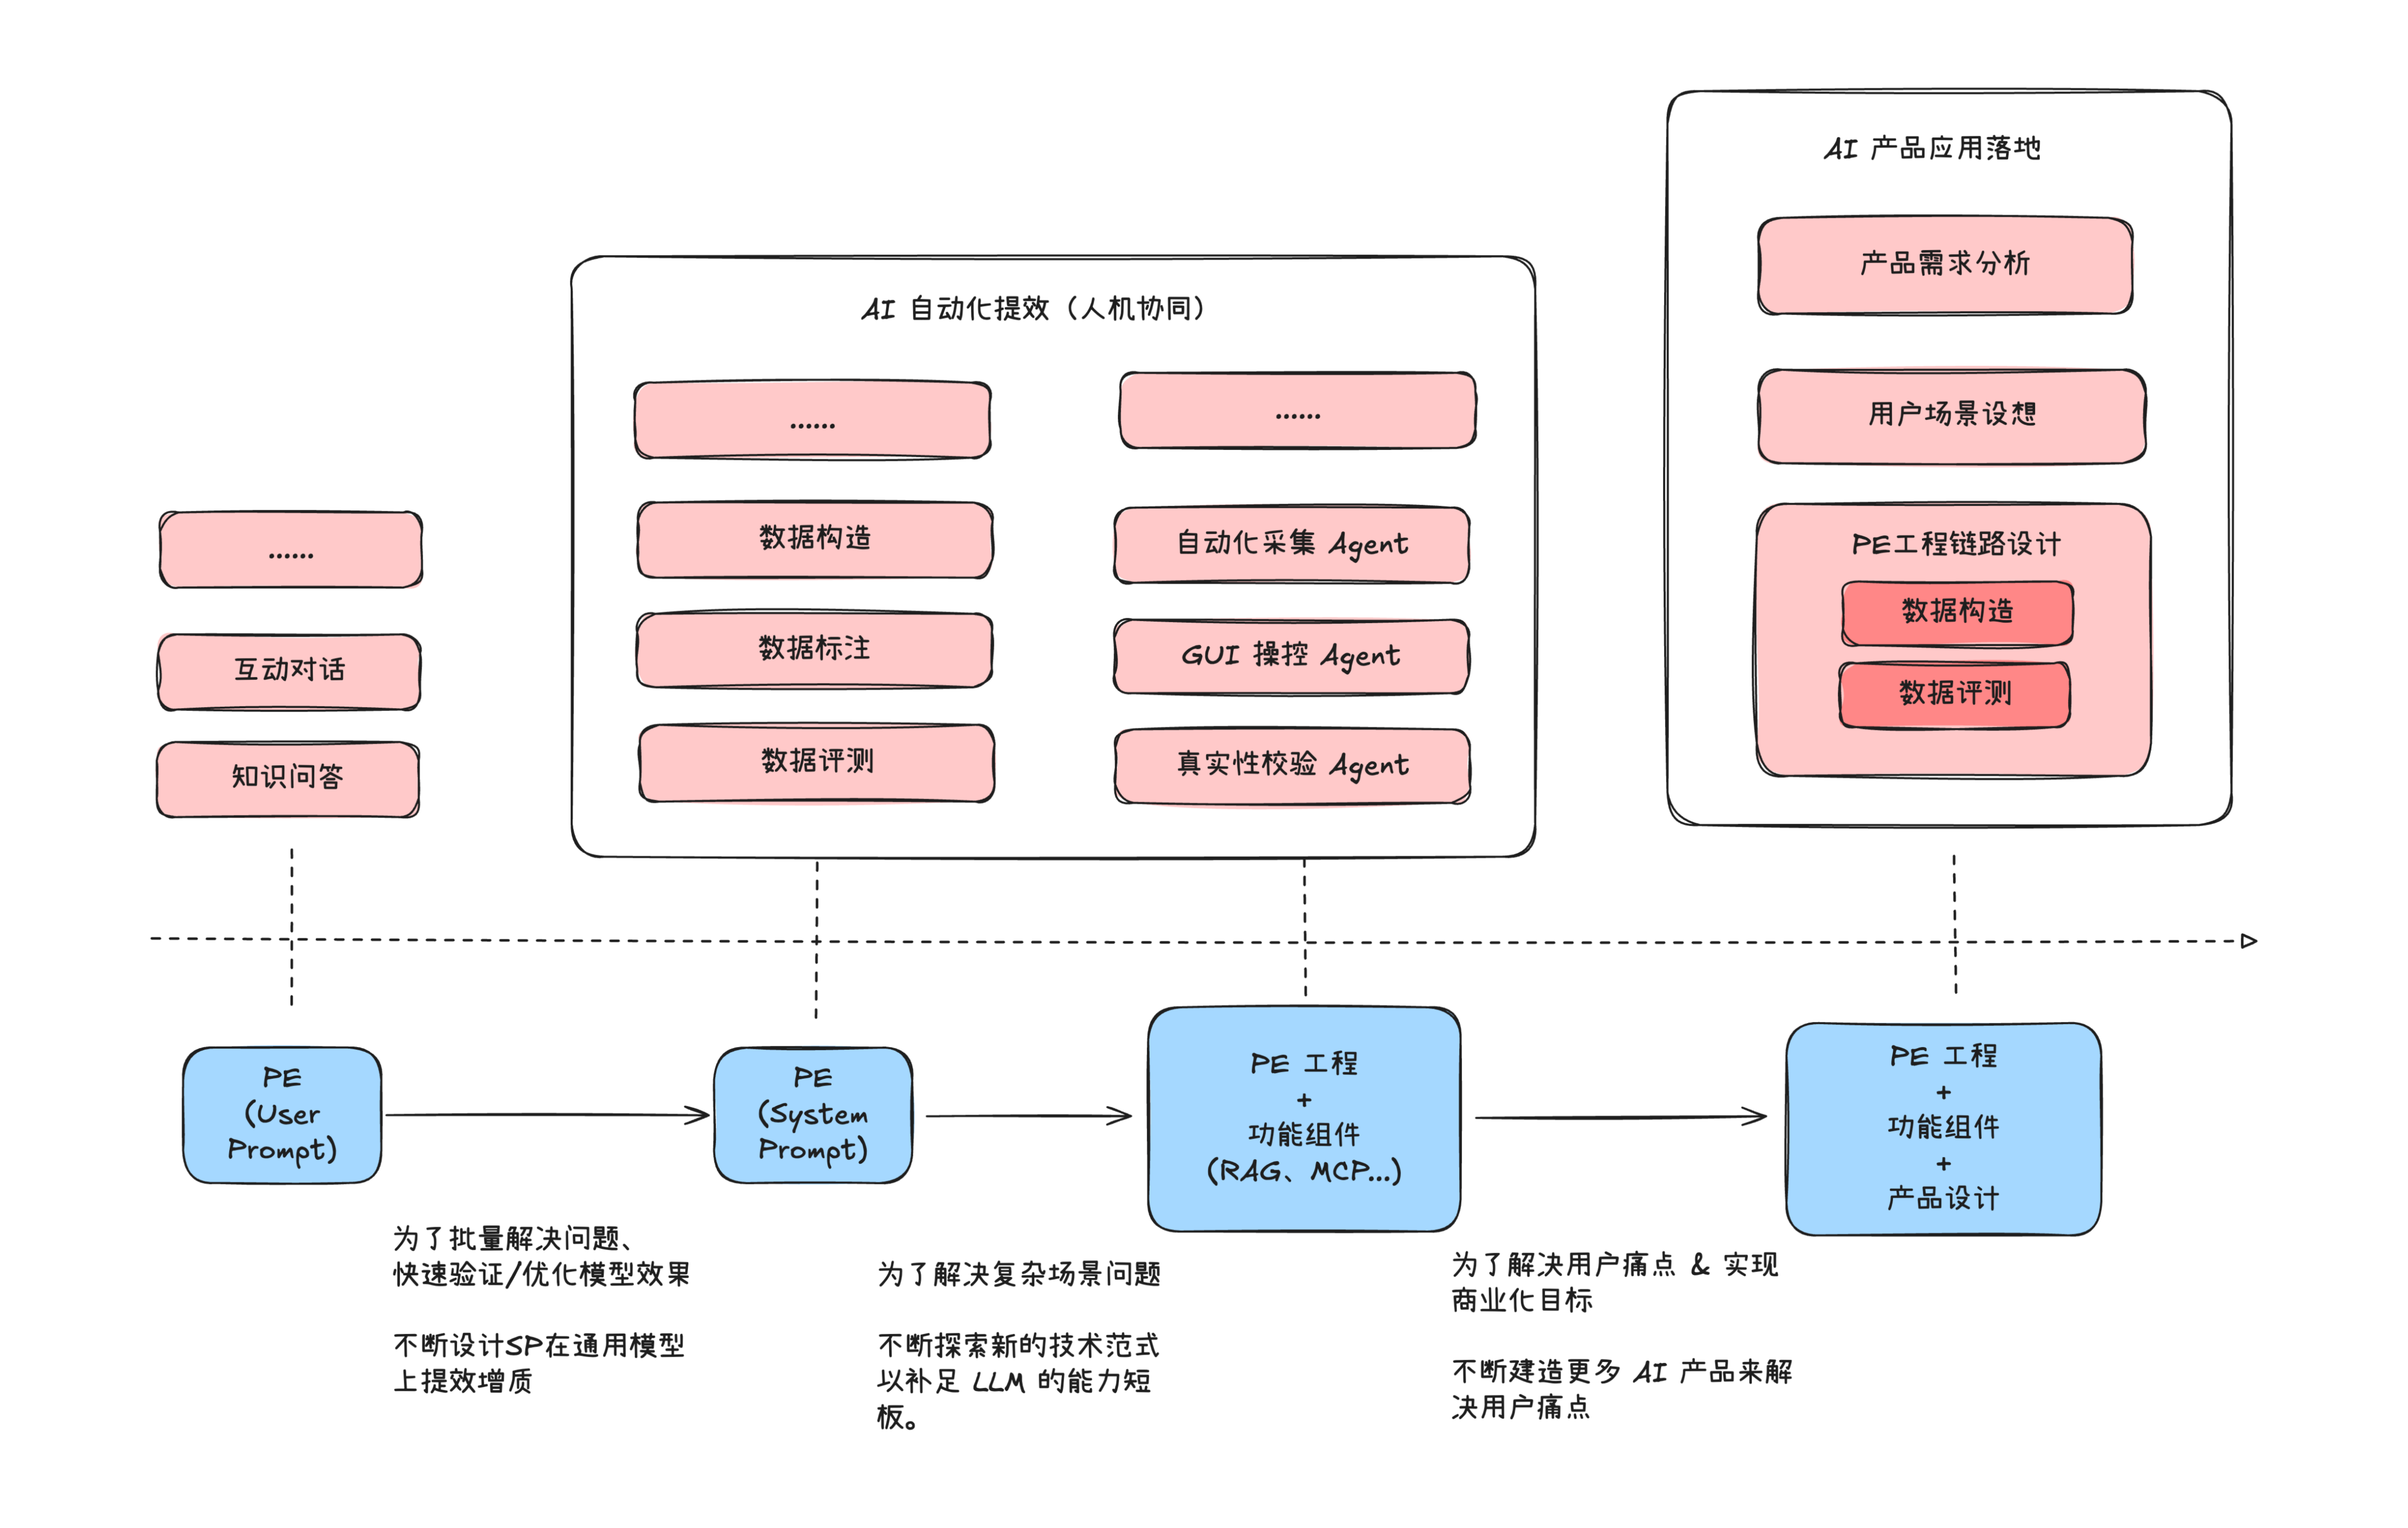 AI 产品应用落地
产品需求分析
用户场景设想
PE工程链路设计
数据构造
数据评测
AI 自动化提效（人机协同）
......
数据构造
数据标注
数据评测
......
自动化采集 Agent
GUI 操控 Agent
真实性校验 Agent
......
互动对话
知识问答
PE
(User
Prompt)
PE
(System
Prompt)
PE 工程
+
功能组件
(RAG、MCP...)
PE 工程
+
功能组件
+
产品设计
为了批量解决问题、
快速验证/优化模型效果
不断设计SP在通用模型
上提效增质
为了解决复杂场景问题
不断探索新的技术范式
以补足 LLM 的能力短
板。
为了解决用户痛点 & 实现
商业化目标
不断建造更多 AI 产品来解
决用户痛点